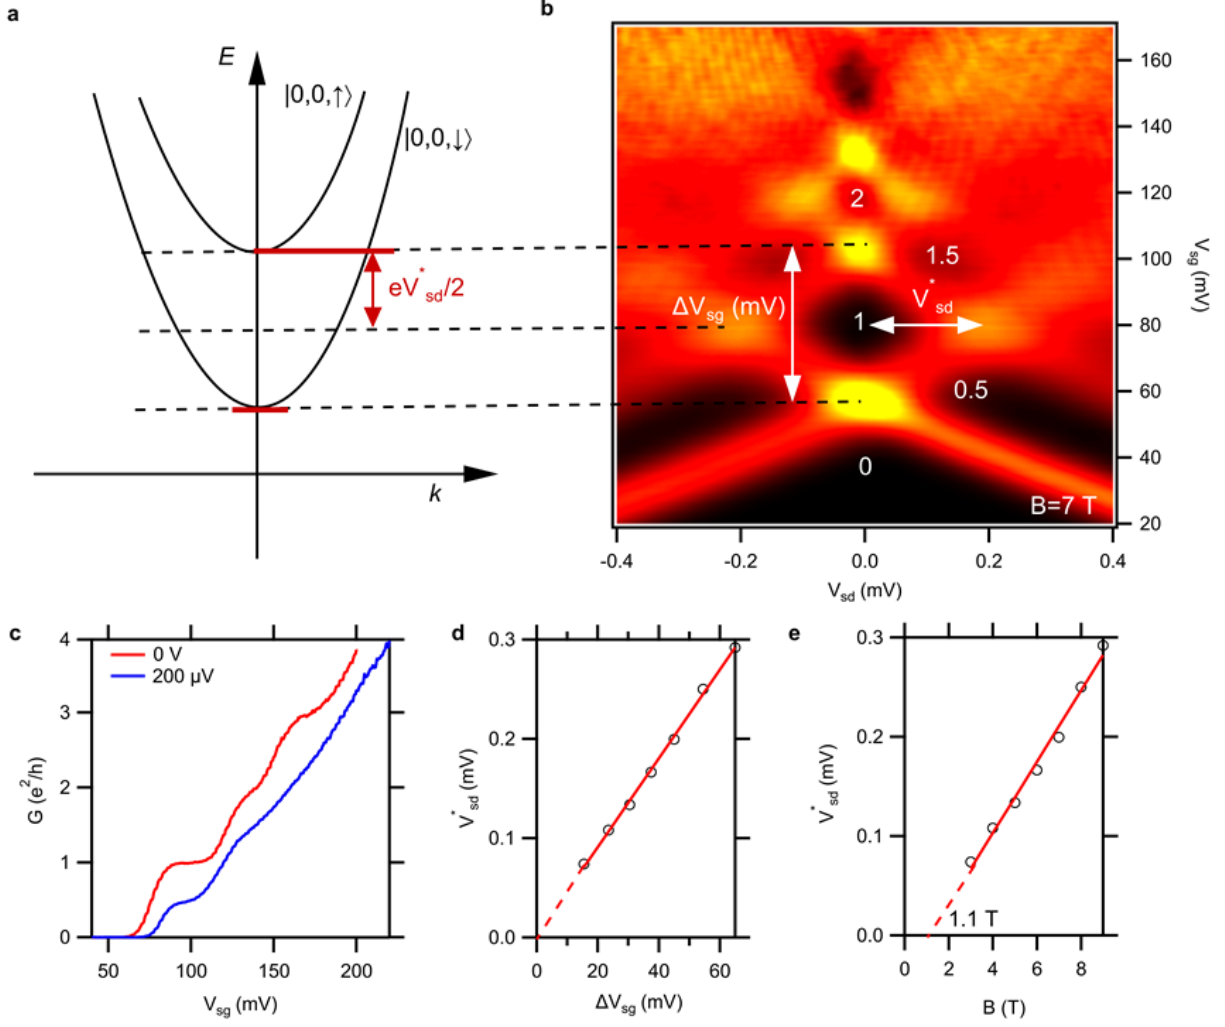 a
E
|0,0,↑⟩
|0,0,↓⟩
eV*sd/2
k
b
2
1.5
ΔVsg (mV)
1
V*sd
0.5
0
B=7 T
160
140
120
100
80
60
40
20
Vsg (mV)
-0.4
-0.2
0.0
0.2
0.4
Vsd (mV)
c
4
3
2
1
0
G (e²/h)
0 V
200 µV
50
100
150
200
Vsg (mV)
d
0.3
0.2
0.1
0.0
V*sd (mV)
0
20
40
60
ΔVsg (mV)
e
0.3
0.2
0.1
0.0
V*sd (mV)
1.1 T
0
2
4
6
8
B (T)